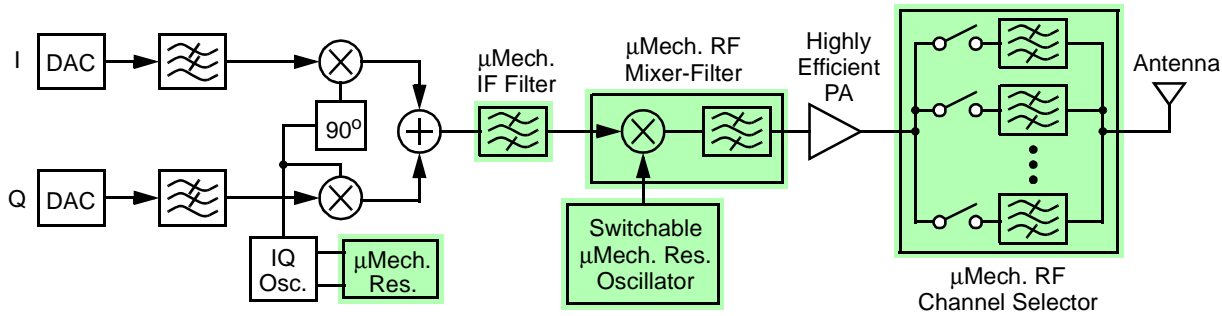 I
DAC
90o
Q
DAC
IQ
Osc.
µMech.
Res.
µMech.
IF Filter
µMech. RF
Mixer-Filter
Switchable
µMech. Res.
Oscillator
Highly
Efficient
PA
µMech. RF
Channel Selector
Antenna